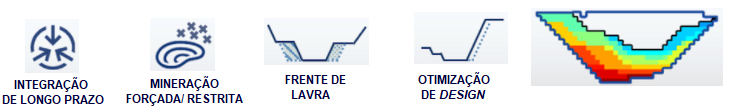 INTEGRAÇÃO
DE LONGO PRAZO
MINERAÇÃO
FORÇADA/ RESTRITA
FRENTE DE
LAVRA
OTIMIZAÇÃO
DE DESIGN